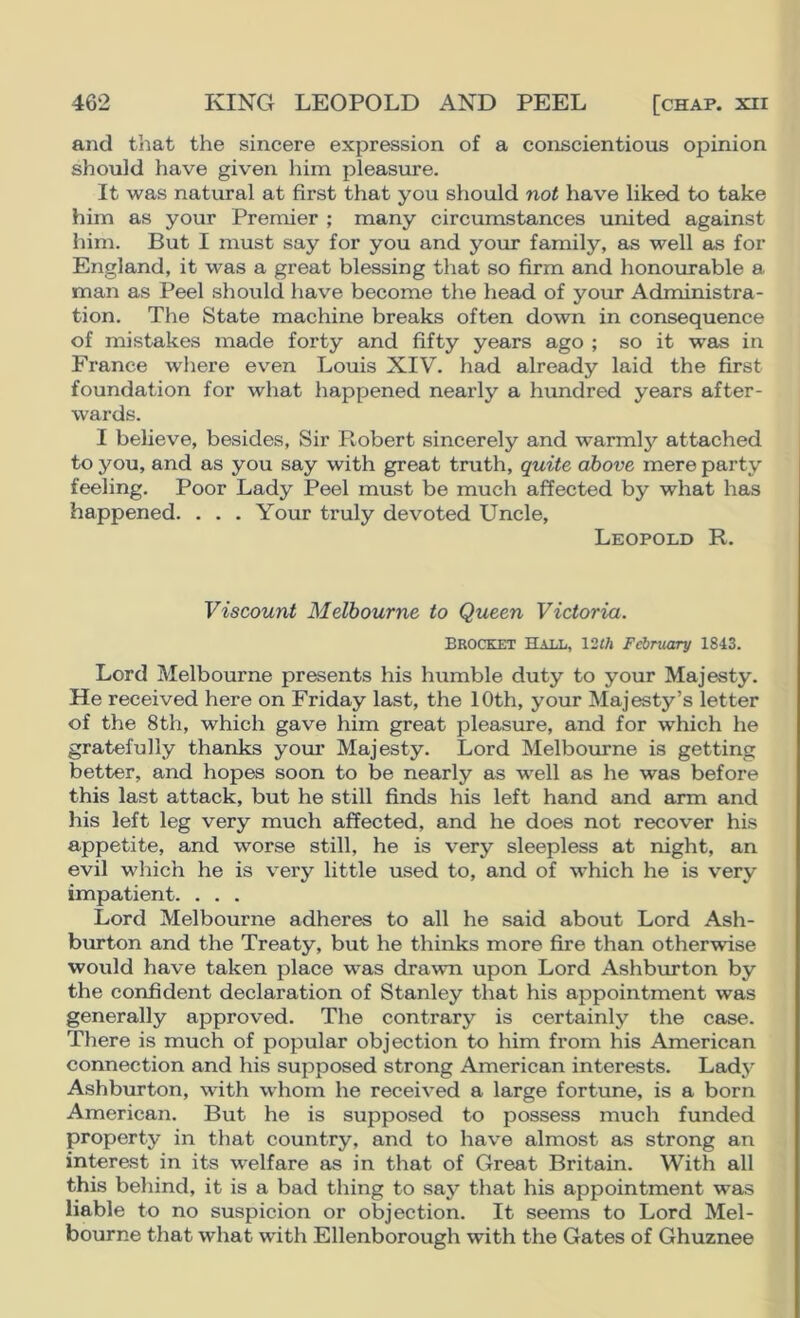 462 KING LEOPOLD AND PEEL [CHAP. XII
and that the sincere expression of a conscientious opinion
should have given him pleasure.
It was natural at first that you should not have liked to take
him as your Premier ; many circumstances united against
him. But I must say for you and your family, as well as for
England, it was a great blessing that so firm and honourable a
man as Peel should have become the head of your Administra-
tion. The State machine breaks often down in consequence
of mistakes made forty and fifty years ago ; so it was in
France where even Louis XIV. had already laid the first
foundation for what happened nearly a hundred years after-
wards.
I believe, besides, Sir Robert sincerely and warmly attached
to you, and as you say with great truth, quite above mere party
feeling. Poor Lady Peel must be much affected by what has
happened. . . . Your truly devoted Uncle,
LEOPOLD R.
Viscount Melbourne to Queen Victoria.
BROCKET HALL, 12th February 1843.
Lord Melbourne presents his humble duty to your Majesty.
He received here on Friday last, the 10th, your Majesty's letter
of the 8th, which gave him great pleasure, and for which he
gratefully thanks your Majesty. Lord Melbourne is getting
better, and hopes soon to be nearly as well as he was before
this last attack, but he still finds his left hand and arm and
his left leg very much affected, and he does not recover his
appetite, and worse still, he is very sleepless at night, an
evil which he is very little used to, and of which he is very
impatient. . . .
Lord Melbourne adheres to all he said about Lord Ash-
burton and the Treaty, but he thinks more fire than otherwise
would have taken place was drawn upon Lord Ashburton by
the confident declaration of Stanley that his appointment was
generally approved. The contrary is certainly the case.
There is much of popular objection to him from his American
connection and his supposed strong American interests. Lady
Ashburton, with whom he received a large fortune, is a born
American. But he is supposed to possess much funded
property in that country, and to have almost as strong an
interest in its welfare as in that of Great Britain. With all
this behind, it is a bad thing to say that his appointment was
liable to no suspicion or objection. It seems to Lord Mel-
bourne that what with Ellenborough with the Gates of Ghuznee